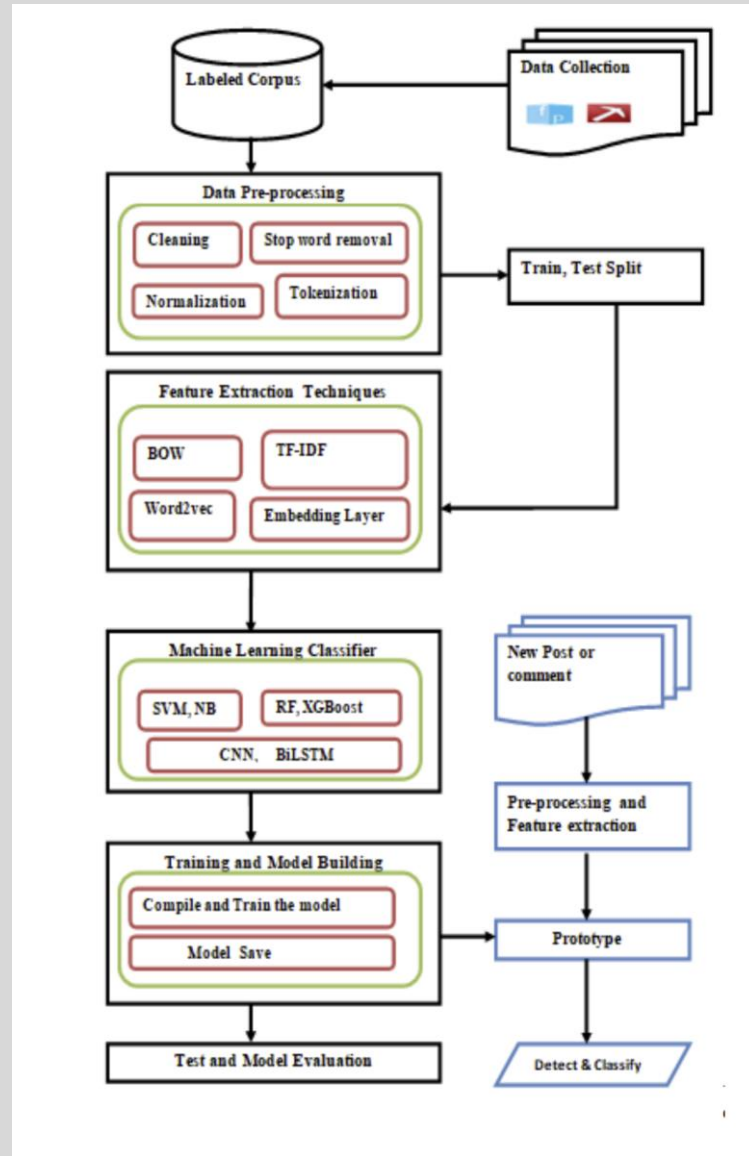 Labeled Corpus
Data Collection
f p
Data Pre-processing
Cleaning
Stop word removal
Normalization
Tokenization
Train, Test Split
Feature Extraction Techniques
BOW
TF-IDF
Word2vec
Embedding Layer
Machine Learning Classifier
SVM, NB
RF, XGBoost
CNN, BiLSTM
New Post or
comment
Pre-processing and
Feature extraction
Training and Model Building
Compile and Train the model
Model Save
Prototype
Test and Model Evaluation
Detect & Classify